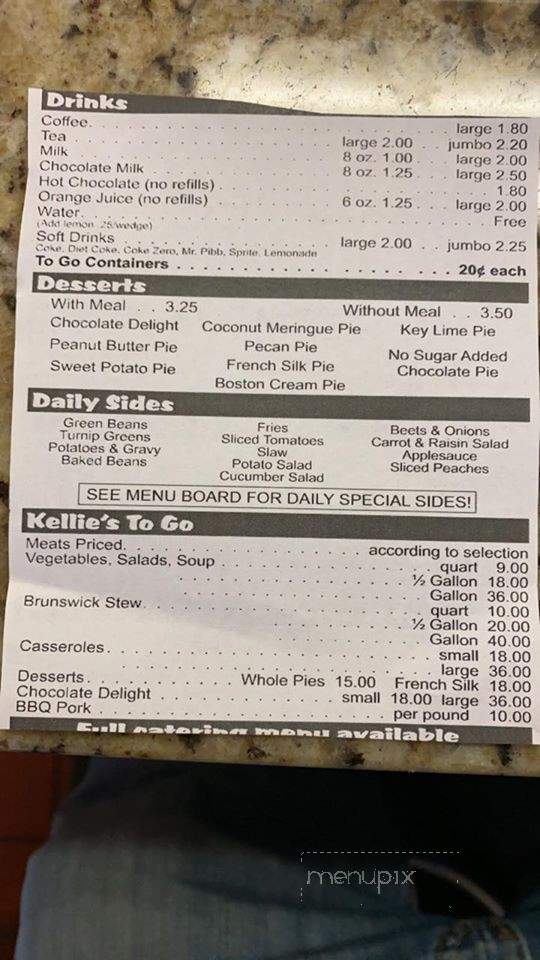 Drinks
Coffee. . . . large 1.80
Tea . . . large 2.00 . . jumbo 2.20
Milk . . . 8 oz. 1.00 . . large 2.00
Chocolate Milk . . . 8 oz. 1.25 . . . large 2.50
Hot Chocolate (no refills) . . . 1.80
Orange Juice (no refills) . . . 6 oz. 1.25 . . . large 2.00
Water. . . . Free
(Add lemon .25/wedge)
Soft Drinks . . . large 2.00 . . jumbo 2.25
Coke, Diet Coke, Coke Zero, Mr. Pibb, Sprite, Lemonade
To Go Containers . . . 20¢ each
Desserts
With Meal . . 3.25 Without Meal . . 3.50
Chocolate Delight Coconut Meringue Pie Key Lime Pie
Peanut Butter Pie Pecan Pie No Sugar Added
Sweet Potato Pie French Silk Pie Chocolate Pie
Boston Cream Pie
Daily Sides
Green Beans Fries Beets & Onions
Turnip Greens Sliced Tomatoes Carrot & Raisin Salad
Potatoes & Gravy Slaw Applesauce
Baked Beans Potato Salad Sliced Peaches
Cucumber Salad
SEE MENU BOARD FOR DAILY SPECIAL SIDES!
Kellie's To Go
Meats Priced. . . . according to selection
Vegetables, Salads, Soup . . . quart 9.00
. . . ½ Gallon 18.00
Gallon 36.00
Brunswick Stew. . . . quart 10.00
. . . ½ Gallon 20.00
Gallon 40.00
Casseroles. . . . small 18.00
. . . large 36.00
Desserts. . . . Whole Pies 15.00 French Silk 18.00
Chocolate Delight . . . small 18.00 large 36.00
BBQ Pork . . . per pound 10.00
Full catering menu available
menupix